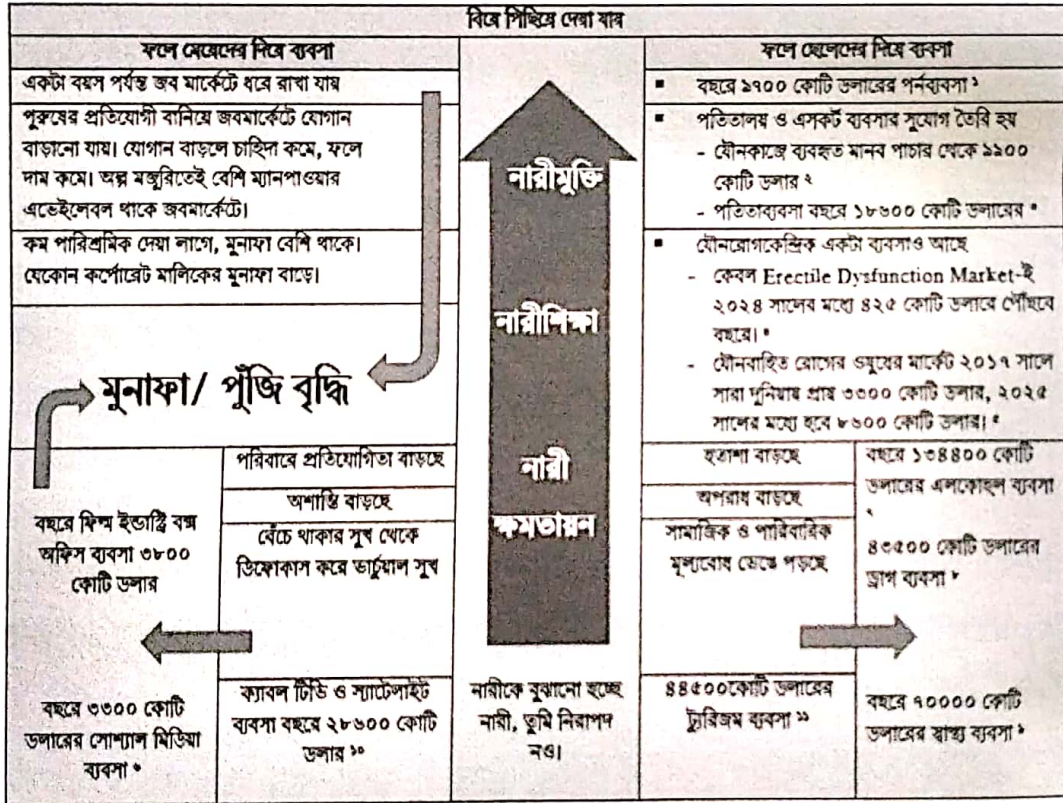 বিয়ে পিছিয়ে দেয়া যায়
ফলে মেয়েদের দিয়ে ব্যবসা
একটা বয়স পর্যন্ত জব মার্কেটে ধরে রাখা যায়
পুরুষের প্রতিযোগী বানিয়ে জবমার্কেটে যোগান
বাড়ানো যায়। যোগান বাড়লে চাহিদা কমে, ফলে
দাম কমে। অল্প মজুরিতেই বেশি ম্যানপাওয়ার
এভেইলেবল থাকে জবমার্কেটে।
কম পারিশ্রমিক দেয়া লাগে, মুনাফা বেশি থাকে।
যেকোন কর্পোরেট মালিকের মুনাফা বাড়ে।
মুনাফা/ পুঁজি বৃদ্ধি
বছরে ফিল্ম ইন্ডাস্ট্রি বক্স
অফিস ব্যবসা ৩৮০০
কোটি ডলার
বছরে ৩৩০০ কোটি
ডলারের সোশ্যাল মিডিয়া
ব্যবসা
পরিবারে প্রতিযোগিতা বাড়ছে
অশান্তি বাড়ছে
বেঁচে থাকার সুখ থেকে
ডিফোকাস করে ভার্চুয়াল সুখ
ক্যাবল টিভি ও স্যাটেলাইট
ব্যবসা বছরে ২৮৬০০ কোটি
ডলার ১০
নারীমুক্তি
নারীশিক্ষা
নারী
ক্ষমতায়ন
নারীকে বুঝানো হচ্ছে
নারী, তুমি নিরাপদ
নও।
ফলে ছেলেদের দিয়ে ব্যবসা
▪ বছরে ৯৭০০ কোটি ডলারের পর্নব্যবসা ১
▪ পতিতালয় ও এসকর্ট ব্যবসার সুযোগ তৈরি হয়
- যৌনকাজে ব্যবহৃত মানব পাচার থেকে ৯৯০০
কোটি ডলার ২
- পতিতাব্যবসা বছরে ১৮৬০০ কোটি ডলারের
▪ যৌনরোগকেন্দ্রিক একটা ব্যবসাও আছে
- কেবল Erectile Dysfunction Market-ই
২০২৪ সালের মধ্যে ৪২৫ কোটি ডলারে পৌঁছবে
বছরে।
- যৌনবাহিত রোগের ওষুধের মার্কেট ২০১৭ সালে
সারা দুনিয়ায় প্রায় ৩৩০০ কোটি ডলার, ২০২৫
সালের মধ্যে হবে ৮৬০০ কোটি ডলার।
হতাশা বাড়ছে
অপরাধ বাড়ছে
সামাজিক ও পারিবারিক
মূল্যবোধ ভেঙে পড়ছে
৪৪৫০০কোটি ডলারের
ট্যুরিজম ব্যবসা ১১
বছরে ১৩৪৪০০ কোটি
ডলারের এলকোহল ব্যবসা
৪৩৫০০ কোটি ডলারের
ড্রাগ ব্যবসা ৮
বছরে ৭০০০০ কোটি
ডলারের স্বাস্থ্য ব্যবসা